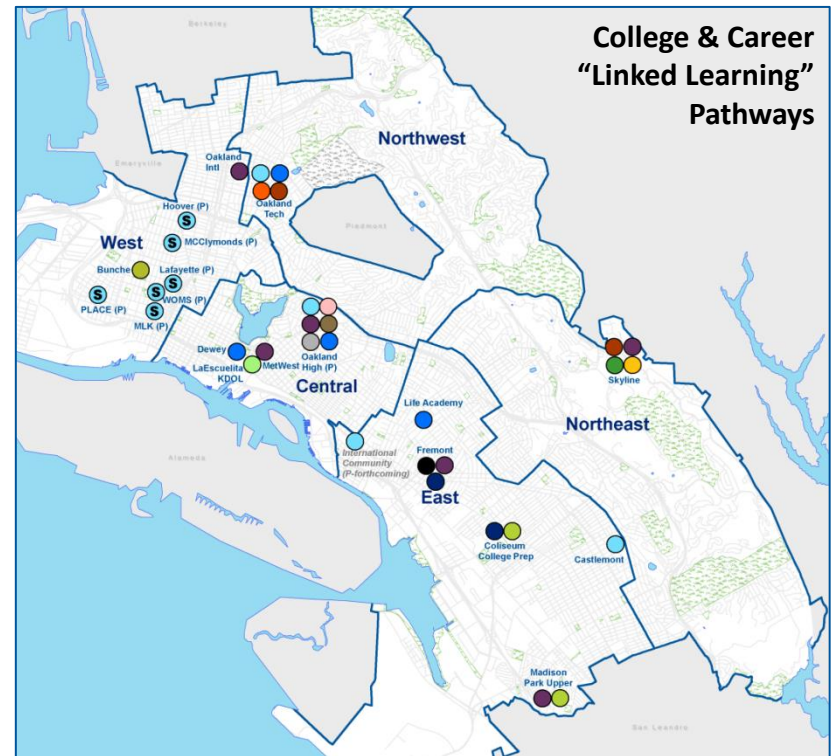 College & Career
“Linked Learning”
Pathways
Berkeley
Northwest
Emeryville
Oakland
Intl
Oakland
Tech
Piedmont
Hoover (P)
S
West
S
MCClymonds (P)
Bunche
Lafayette (P)
S
S
S
WOMS (P)
PLACE (P)
S
MLK (P)
Dewey
MetWest
LaEscuelita
KDOL
Oakland
High (P)
Central
Skyline
Northeast
Life Academy
International
Community
(P-forthcoming)
Fremont
East
Alameda
Coliseum
College Prep
Castlemont
Madison
Park Upper
San Leandro